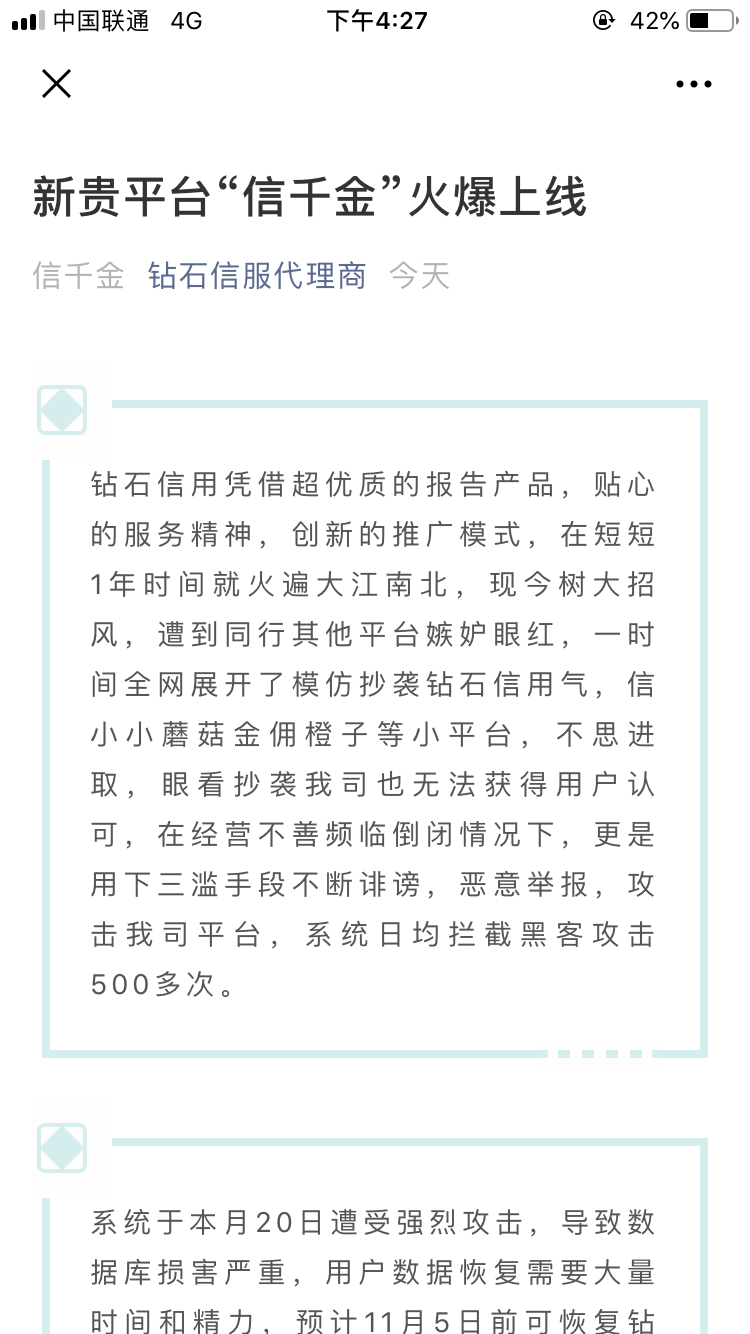 中国联通 4G 下午4:27 42%
新贵平台“信千金”火爆上线
信千金 钻石信服代理商 今天
钻石信用凭借超优质的报告产品，贴心
的服务精神，创新的推广模式，在短短
1年时间就火遍大江南北，现今树大招
风，遭到同行其他平台嫉妒眼红，一时
间全网展开了模仿抄袭钻石信用气，信
小小蘑菇金佣橙子等小平台，不思进
取，眼看抄袭我司也无法获得用户认
可，在经营不善频临倒闭情况下，更是
用下三滥手段不断诽谤，恶意举报，攻
击我司平台，系统日均拦截黑客攻击
500多次。
系统于本月20日遭受强烈攻击，导致数
据库损害严重，用户数据恢复需要大量
时间和精力，预计11月5日前可恢复钻